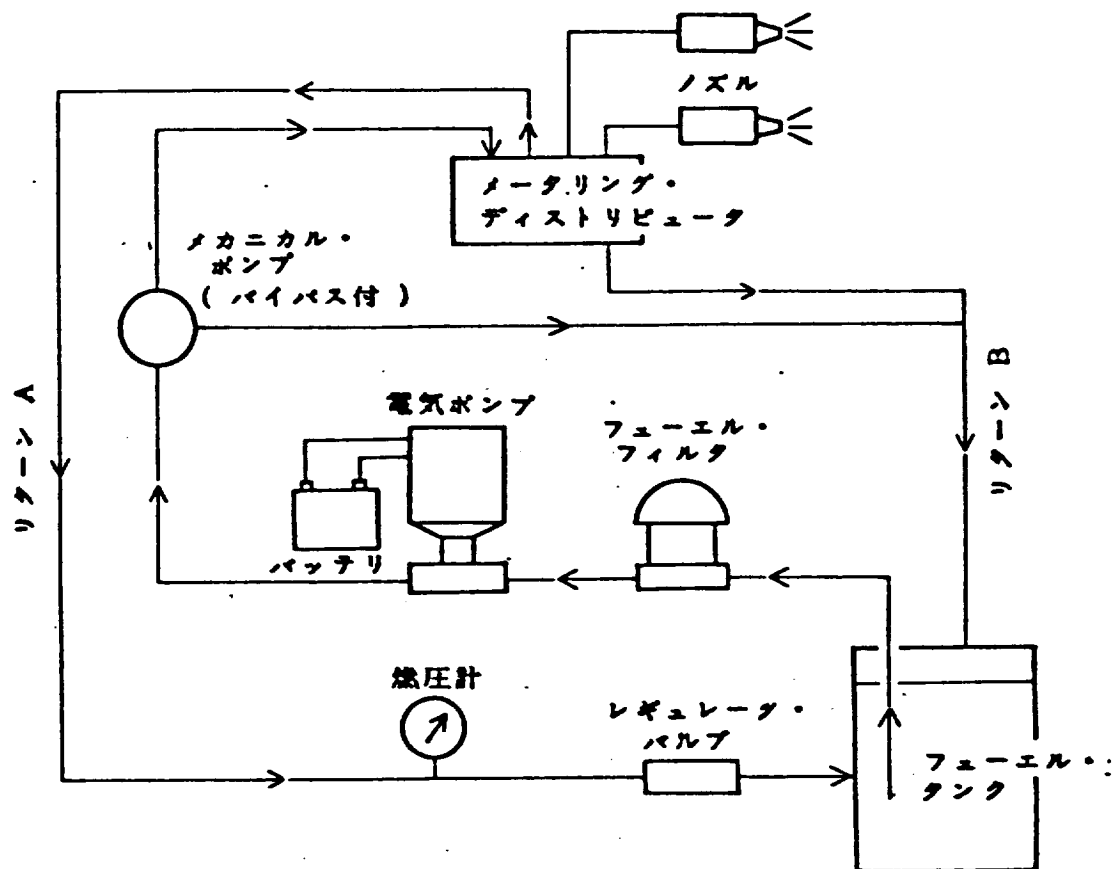 ノズル
メータリング・
ディストリビュータ
メカニカル・
ポンプ
(バイパス付)
リターン A
電気ポンプ
フューエル・
フィルタ
リターン B
バッテリ
燃圧計
レギュレータ・
バルブ
フューエル・
タンク